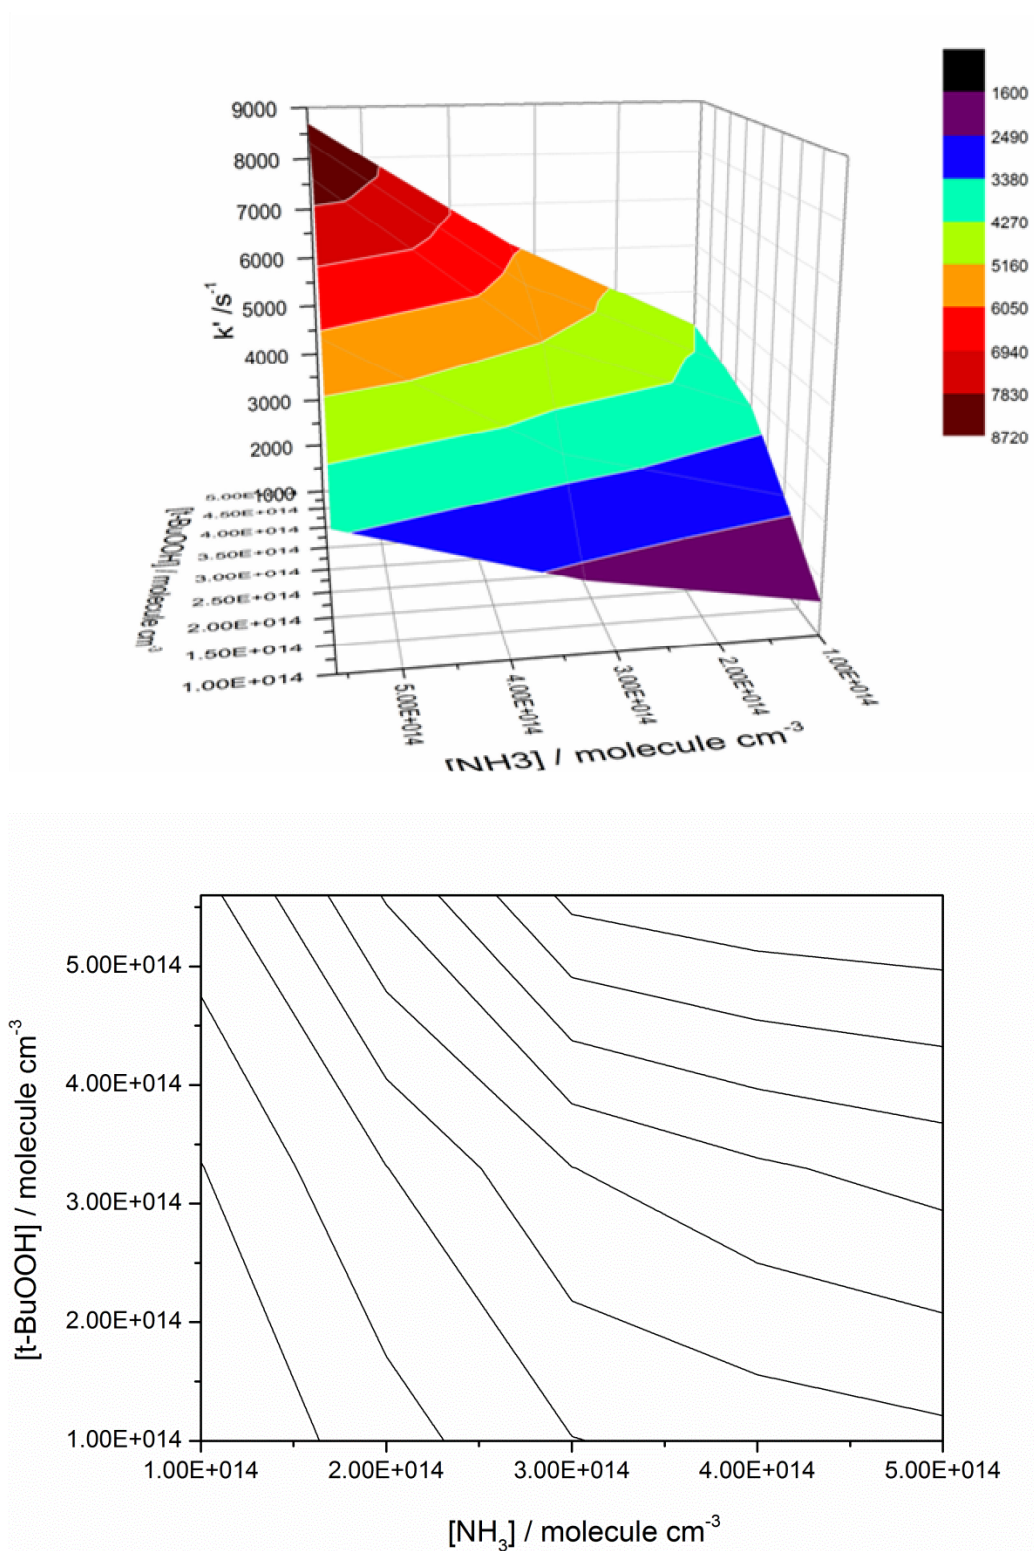 9000
8000
7000
6000
5000
4000
3000
2000
1000
k' /s-1
1600
2490
3380
4270
5160
6050
6940
7830
8720
5.00E+014
4.50E+014
4.00E+014
3.50E+014
3.00E+014
2.50E+014
2.00E+014
1.50E+014
1.00E+014
[t-BuOOH] / molecule cm-3
5.00E+014
4.00E+014
3.00E+014
2.00E+014
1.00E+014
[NH3] / molecule cm-3
5.00E+014
4.00E+014
3.00E+014
2.00E+014
1.00E+014
[t-BuOOH] / molecule cm-3
1.00E+014 2.00E+014 3.00E+014 4.00E+014 5.00E+014
[NH3] / molecule cm-3